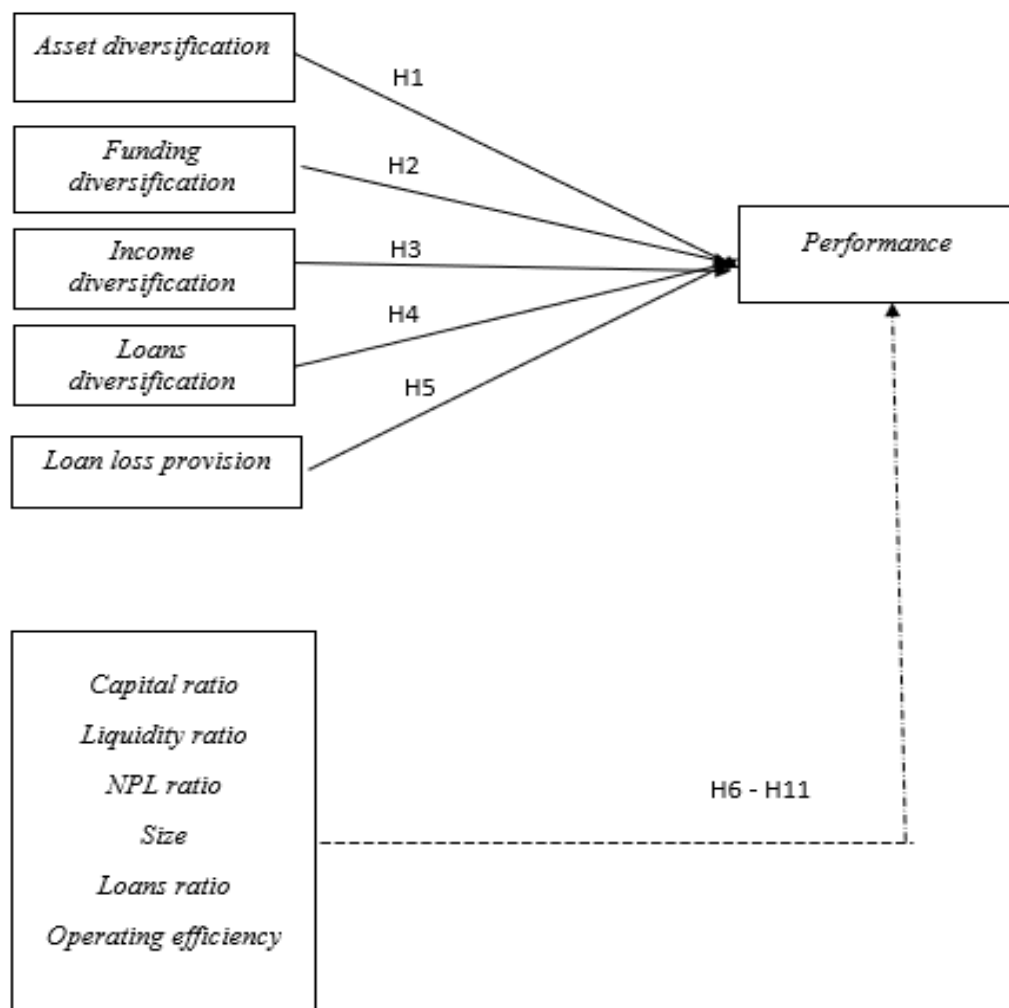 Asset diversification
H1
Funding
diversification
H2
Income
diversification
H3
Loans
diversification
H4
Loan loss provision
H5
Performance
Capital ratio
Liquidity ratio
NPL ratio
Size
Loans ratio
Operating efficiency
H6 - H11